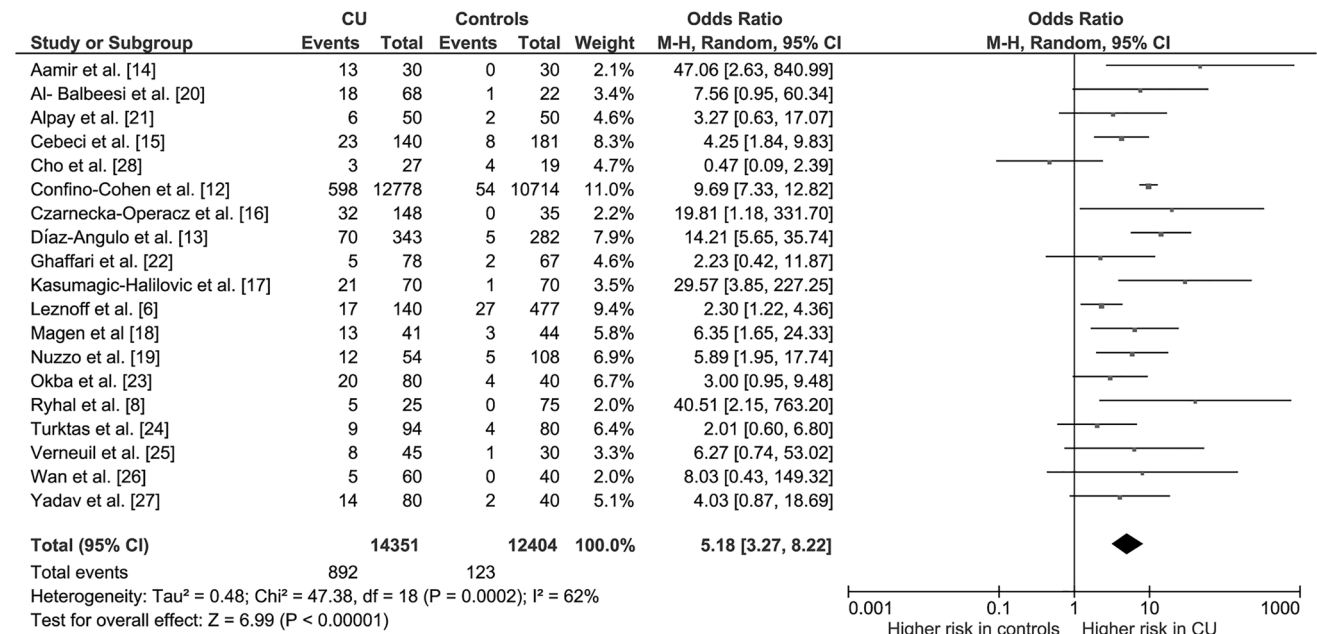 CU Controls Odds Ratio Odds Ratio
Study or Subgroup Events Total Events Total Weight M-H, Random, 95% CI M-H, Random, 95% CI
Aamir et al. [14] 13 30 0 30 2.1% 47.06 [2.63, 840.99]
Al- Balbeesi et al. [20] 18 68 1 22 3.4% 7.56 [0.95, 60.34]
Alpay et al. [21] 6 50 2 50 4.6% 3.27 [0.63, 17.07]
Cebeci et al. [15] 23 140 8 181 8.3% 4.25 [1.84, 9.83]
Cho et al. [28] 3 27 4 19 4.7% 0.47 [0.09, 2.39]
Confino-Cohen et al. [12] 598 12778 54 10714 11.0% 9.69 [7.33, 12.82]
Czarnecka-Operacz et al. [16] 32 148 0 35 2.2% 19.81 [1.18, 331.70]
Díaz-Angulo et al. [13] 70 343 5 282 7.9% 14.21 [5.65, 35.74]
Ghaffari et al. [22] 5 78 2 67 4.6% 2.23 [0.42, 11.87]
Kasumagic-Halilovic et al. [17] 21 70 1 70 3.5% 29.57 [3.85, 227.25]
Leznoff et al. [6] 17 140 27 477 9.4% 2.30 [1.22, 4.36]
Magen et al [18] 13 41 3 44 5.8% 6.35 [1.65, 24.33]
Nuzzo et al. [19] 12 54 5 108 6.9% 5.89 [1.95, 17.74]
Okba et al. [23] 20 80 4 40 6.7% 3.00 [0.95, 9.48]
Ryhal et al. [8] 5 25 0 75 2.0% 40.51 [2.15, 763.20]
Turktas et al. [24] 9 94 4 80 6.4% 2.01 [0.60, 6.80]
Verneuil et al. [25] 8 45 1 30 3.3% 6.27 [0.74, 53.02]
Wan et al. [26] 5 60 0 40 2.0% 8.03 [0.43, 149.32]
Yadav et al. [27] 14 80 2 40 5.1% 4.03 [0.87, 18.69]
Total (95% CI) 14351 12404 100.0% 5.18 [3.27, 8.22]
Total events 892 123
Heterogeneity: Tau² = 0.48; Chi² = 47.38, df = 18 (P = 0.0002); I² = 62%
Test for overall effect: Z = 6.99 (P < 0.00001)
0.001 0.1 1 10 1000
Higher risk in controls Higher risk in CU